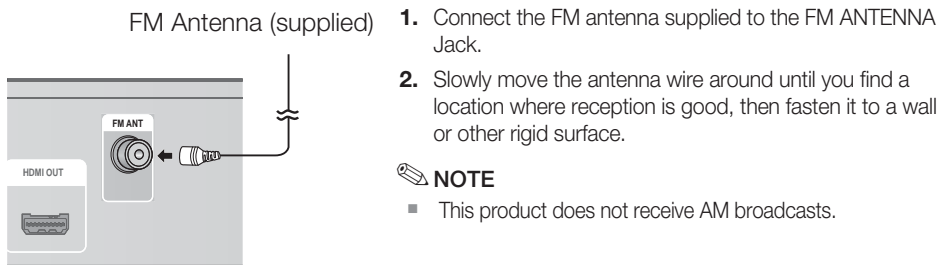 FM Antenna (supplied)
FM ANT
HDMI OUT
1. Connect the FM antenna supplied to the FM ANTENNA
Jack.
2. Slowly move the antenna wire around until you find a
location where reception is good, then fasten it to a wall
or other rigid surface.
NOTE
■ This product does not receive AM broadcasts.